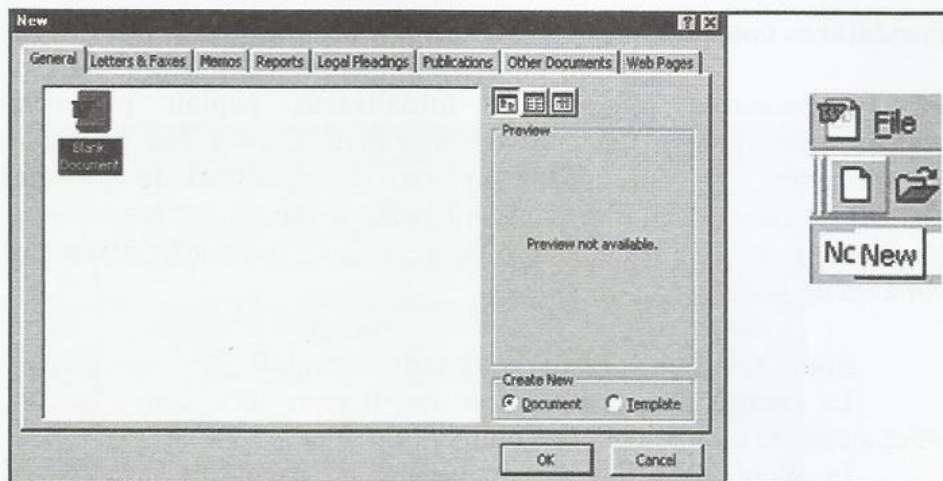 New
General Letters & Faxes Memos Reports Legal Pleadings Publications Other Documents Web Pages
Blank Document
Preview
Preview not available.
Create New
Document Template
OK Cancel
File
Nc New